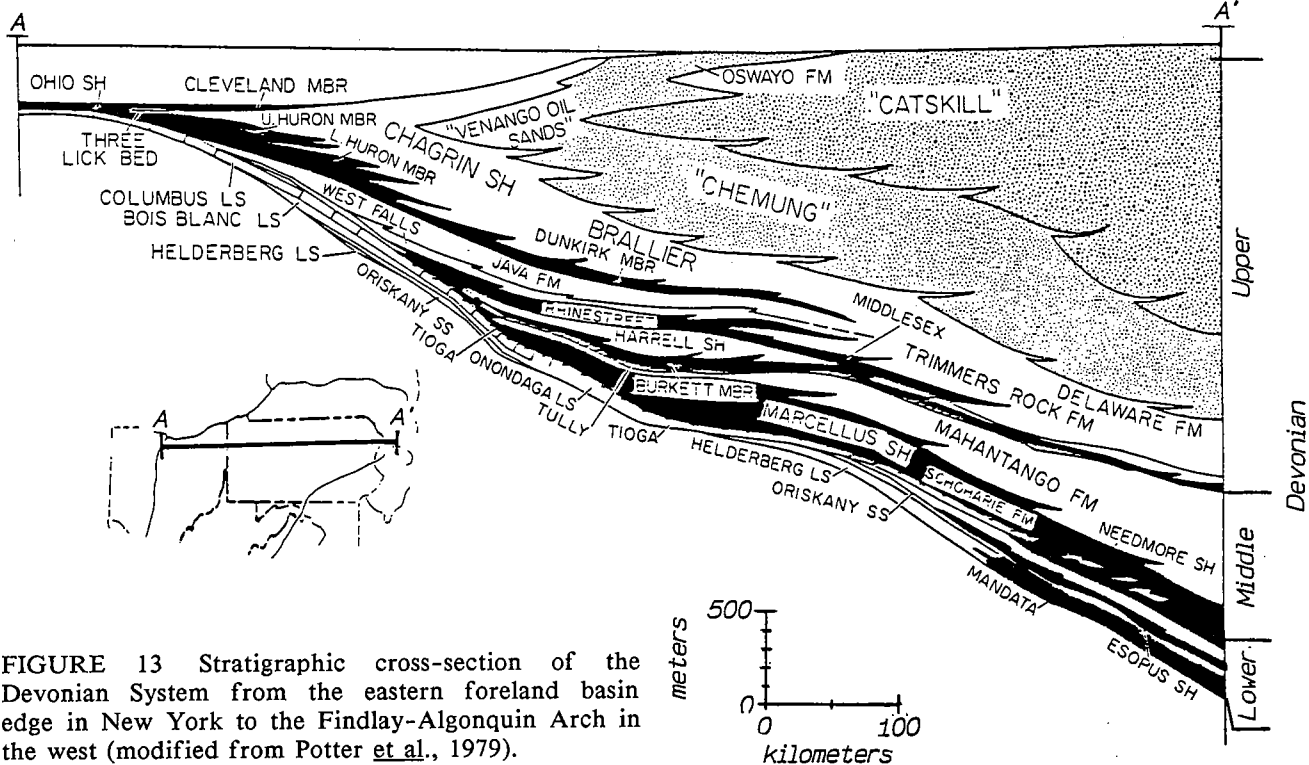 A
A'
OHIO SH
CLEVELAND MBR
OSWAYO FM
"CATSKILL"
"VENANGO OIL
SANDS"
U. HURON MBR
THREE
LICK BED
CHAGRIN SH
L. HURON MBR
"CHEMUNG"
COLUMBUS LS
BOIS BLANC LS
WEST FALLS
BRALLIER
HELDERBERG LS
DUNKIRK MBR
JAVA FM
ORISKANY SS
MIDDLESEX
RHINESTREET
HARRELL SH
TIOGA
TRIMMERS ROCK FM
DELAWARE FM
ONONDAGA LS
BURKETT MBR
TULLY
TIOGA
MARCELLUS SH
MAHANTANGO FM
HELDERBERG LS
ORISKANY SS
SCHOHARIE FM
NEEDMORE SH
MANDATA
ESOPUS SH
Upper
Middle
Lower
Devonian
A
A'
500
meters
0
0
100
kilometers
FIGURE 13 Stratigraphic cross-section of the
Devonian System from the eastern foreland basin
edge in New York to the Findlay-Algonquin Arch in
the west (modified from Potter et al., 1979).